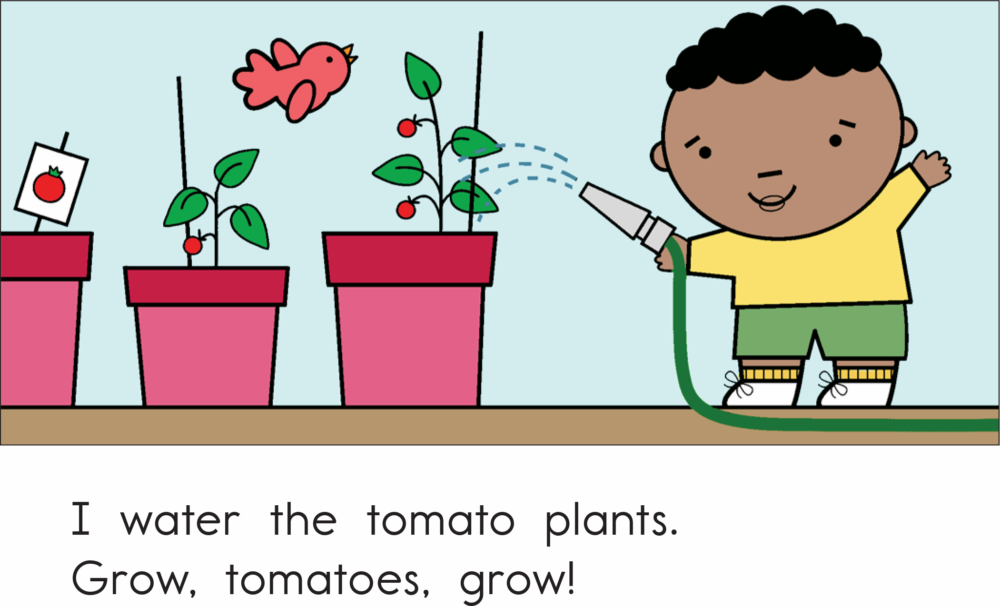 I water the tomato plants.
Grow, tomatoes, grow!